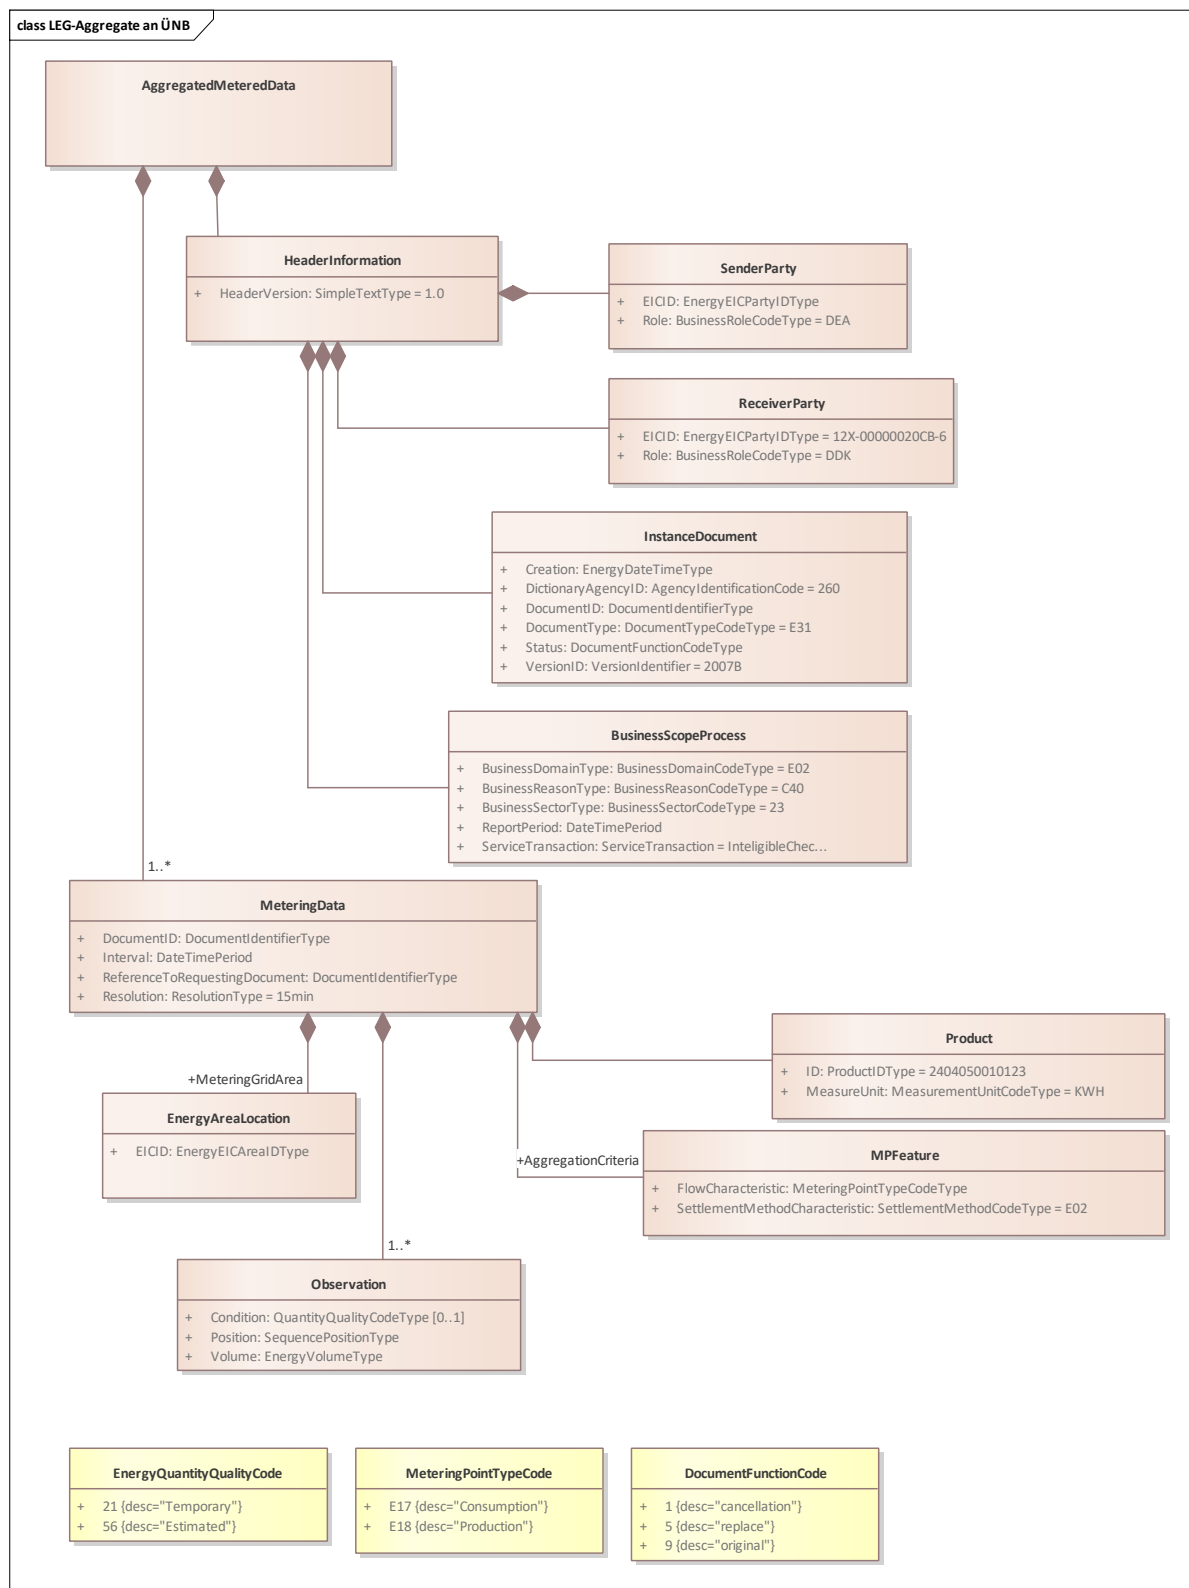 class LEG-Aggregate an ÜNB
AggregatedMeteredData
HeaderInformation
+ HeaderVersion: SimpleTextType = 1.0
SenderParty
+ EICID: EnergyEICPartyIDType
+ Role: BusinessRoleCodeType = DEA
ReceiverParty
+ EICID: EnergyEICPartyIDType = 12X-00000020CB-6
+ Role: BusinessRoleCodeType = DDK
InstanceDocument
+ Creation: EnergyDateTimeType
+ DictionaryAgencyID: AgencyIdentificationCode = 260
+ DocumentID: DocumentIdentifierType
+ DocumentType: DocumentTypeCodeType = E31
+ Status: DocumentFunctionCodeType
+ VersionID: VersionIdentifier = 2007B
BusinessScopeProcess
+ BusinessDomainType: BusinessDomainCodeType = E02
+ BusinessReasonType: BusinessReasonCodeType = C40
+ BusinessSectorType: BusinessSectorCodeType = 23
+ ReportPeriod: DateTimePeriod
+ ServiceTransaction: ServiceTransaction = InteligibleChec...
1..*
MeteringData
+ DocumentID: DocumentIdentifierType
+ Interval: DateTimePeriod
+ ReferenceToRequestingDocument: DocumentIdentifierType
+ Resolution: ResolutionType = 15min
Product
+ ID: ProductIDType = 2404050010123
+ MeasureUnit: MeasurementUnitCodeType = KWH
+MeteringGridArea
EnergyAreaLocation
+ EICID: EnergyEICAreaIDType
+AggregationCriteria
MPFeature
+ FlowCharacteristic: MeteringPointTypeCodeType
+ SettlementMethodCharacteristic: SettlementMethodCodeType = E02
1..*
Observation
+ Condition: QuantityQualityCodeType [0..1]
+ Position: SequencePositionType
+ Volume: EnergyVolumeType
EnergyQuantityQualityCode
+ 21 {desc="Temporary"}
+ 56 {desc="Estimated"}
MeteringPointTypeCode
+ E17 {desc="Consumption"}
+ E18 {desc="Production"}
DocumentFunctionCode
+ 1 {desc="cancellation"}
+ 5 {desc="replace"}
+ 9 {desc="original"}